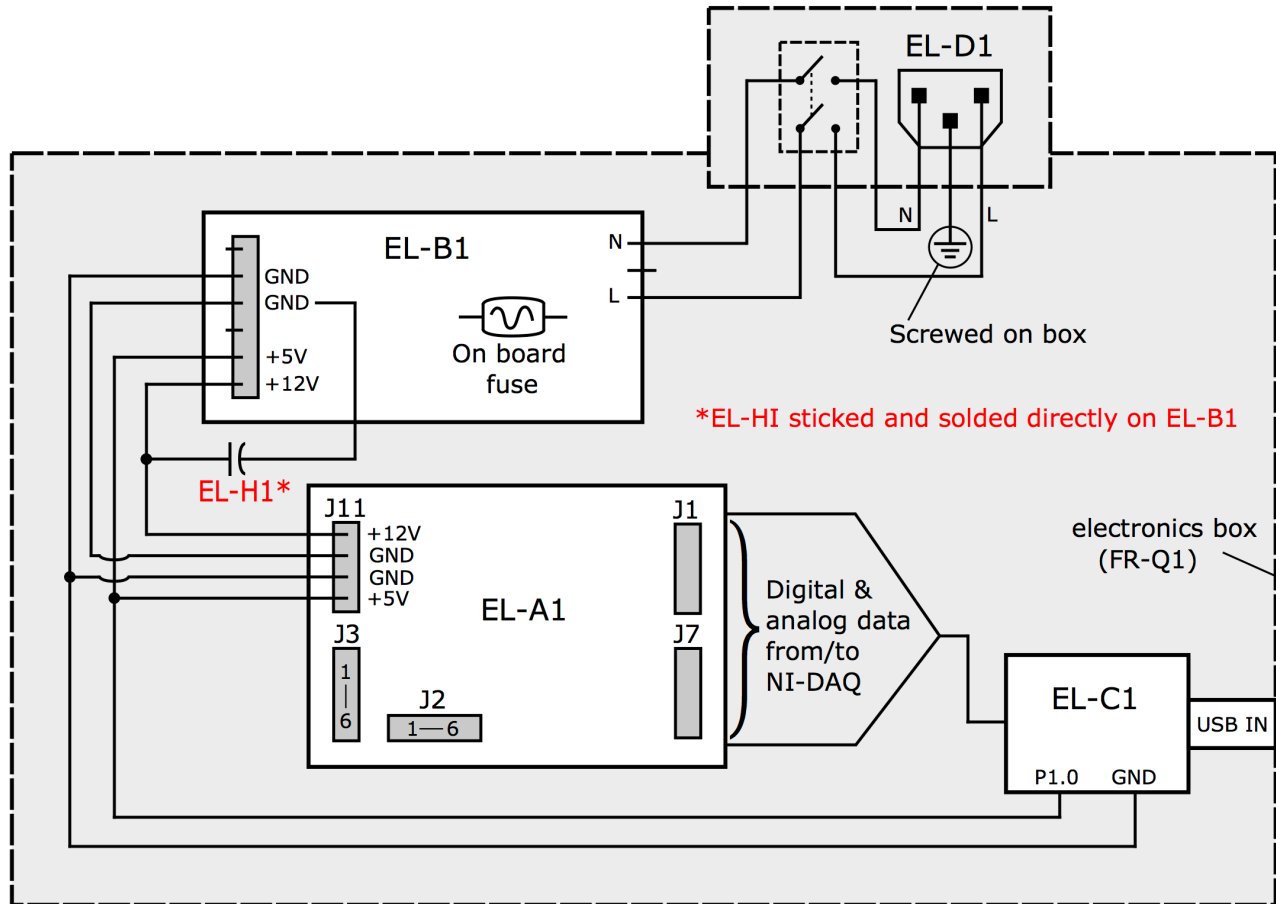 EL-D1
N
L
Screwed on box
EL-B1
N
L
GND
GND
+5V
+12V
On board
fuse
*EL-HI sticked and solded directly on EL-B1
EL-H1*
J11
+12V
GND
GND
+5V
EL-A1
J1
J3
1
6
J2
1
6
J7
Digital &
analog data
from/to
NI-DAQ
electronics box
(FR-Q1)
EL-C1
USB IN
P1.0
GND